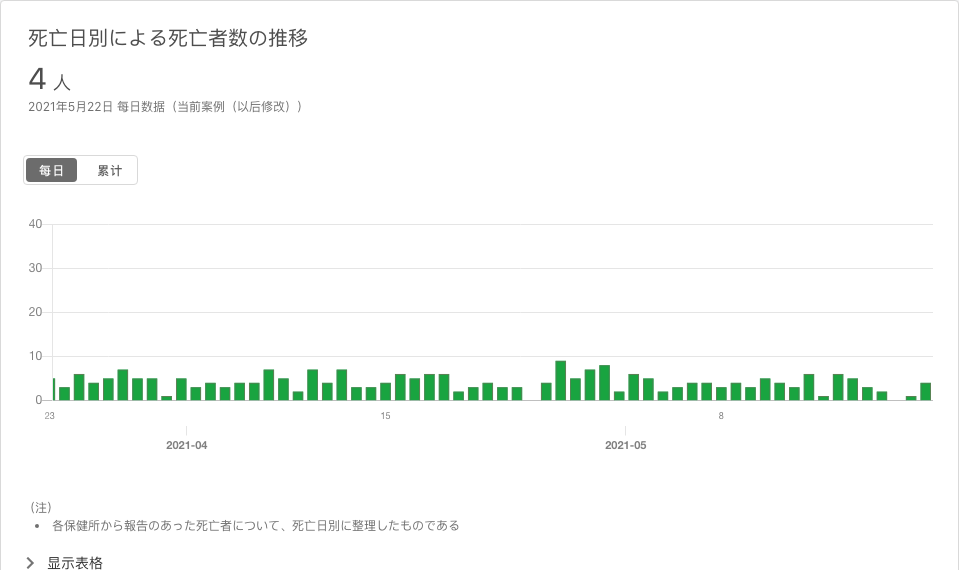 死亡日別による死亡者数の推移
4 人
2021年5月22日 每日数据（当前案例（以后修改））
每日 累计
40
30
20
10
0
23 15 8
2021-04 2021-05
（注）
• 各保健所から報告のあった死亡者について、死亡日別に整理したものである
显示表格